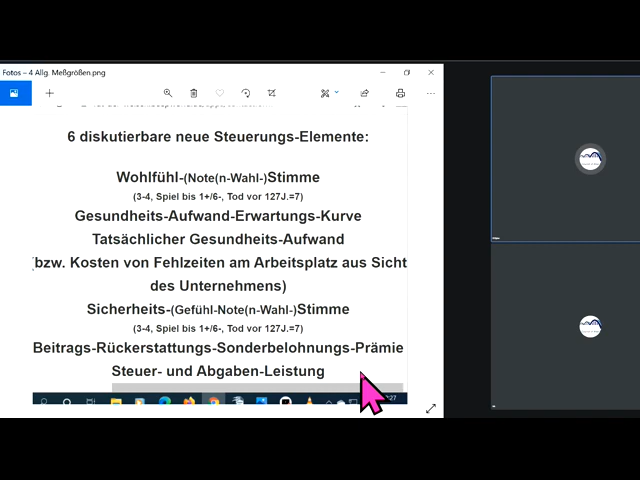 Fotos – 4 Allg. Meßgrößen.png
6 diskutierbare neue Steuerungs-Elemente:
Wohlfühl-(Note(n-Wahl-)Stimme
(3-4, Spiel bis 1+/6-, Tod vor 127J.=7)
Gesundheits-Aufwand-Erwartungs-Kurve
Tatsächlicher Gesundheits-Aufwand
bzw. Kosten von Fehlzeiten am Arbeitsplatz aus Sicht
des Unternehmens)
Sicherheits-(Gefühl-Note(n-Wahl-)Stimme
(3-4, Spiel bis 1+/6-, Tod vor 127J.=7)
Beitrags-Rückerstattungs-Sonderbelohnungs-Prämie
Steuer- und Abgaben-Leistung